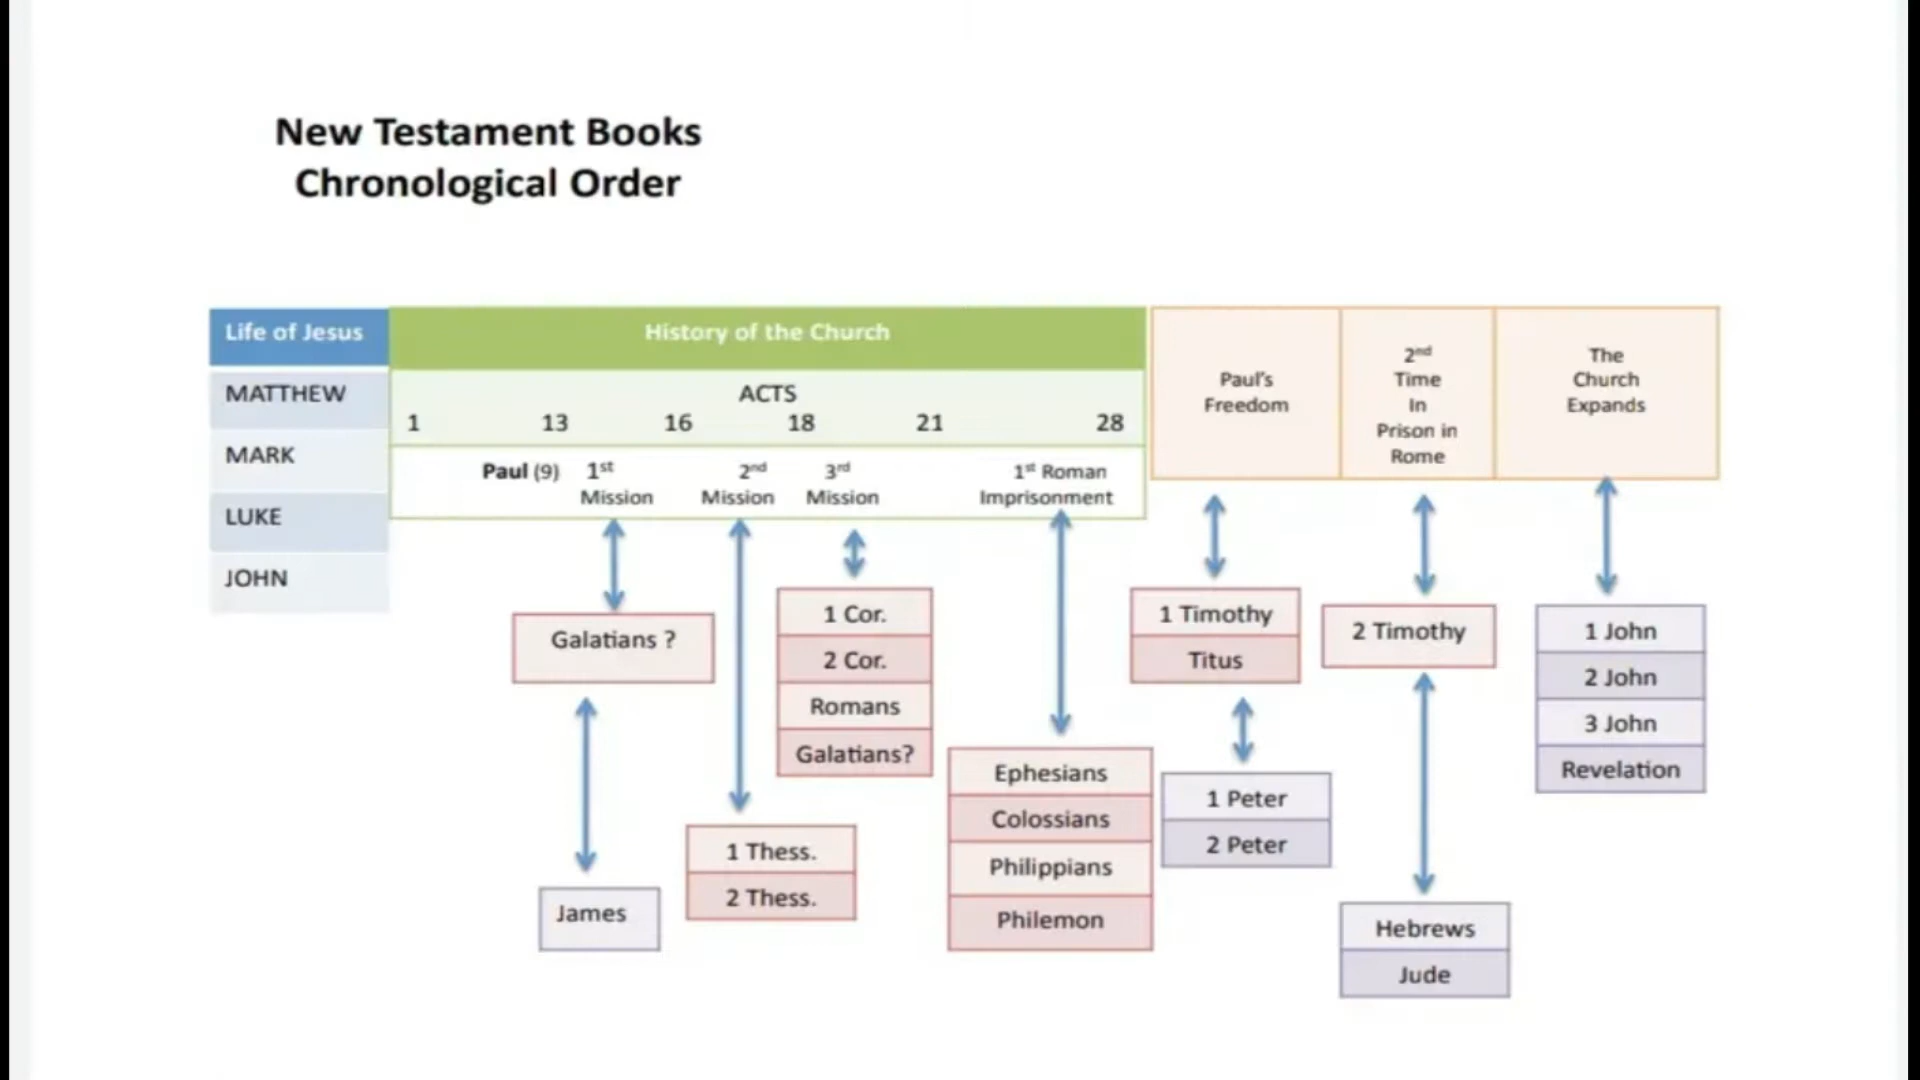 New Testament Books
Chronological Order
Life of Jesus
MATTHEW
MARK
LUKE
JOHN
History of the Church
ACTS
1 13 16 18 21 28
Paul (9) 1st Mission
2nd Mission
3rd Mission
1st Roman Imprisonment
Paul's
Freedom
2nd
Time
In
Prison in
Rome
The
Church
Expands
Galatians ?
James
1 Thess.
2 Thess.
1 Cor.
2 Cor.
Romans
Galatians?
Ephesians
Colossians
Philippians
Philemon
1 Timothy
Titus
1 Peter
2 Peter
2 Timothy
Hebrews
Jude
1 John
2 John
3 John
Revelation